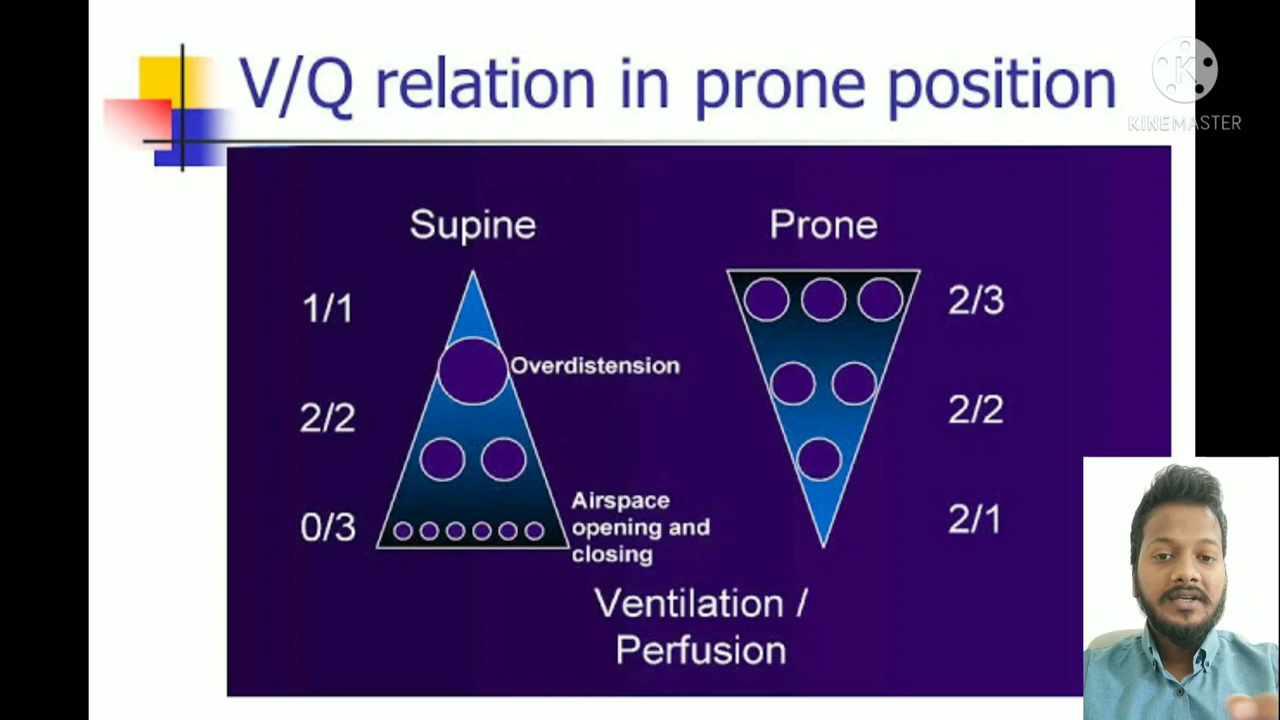 V/Q relation in prone position
K
KINEMASTER
Supine
Prone
1/1
2/3
Overdistension
2/2
2/2
Airspace
opening and
closing
0/3
2/1
Ventilation /
Perfusion